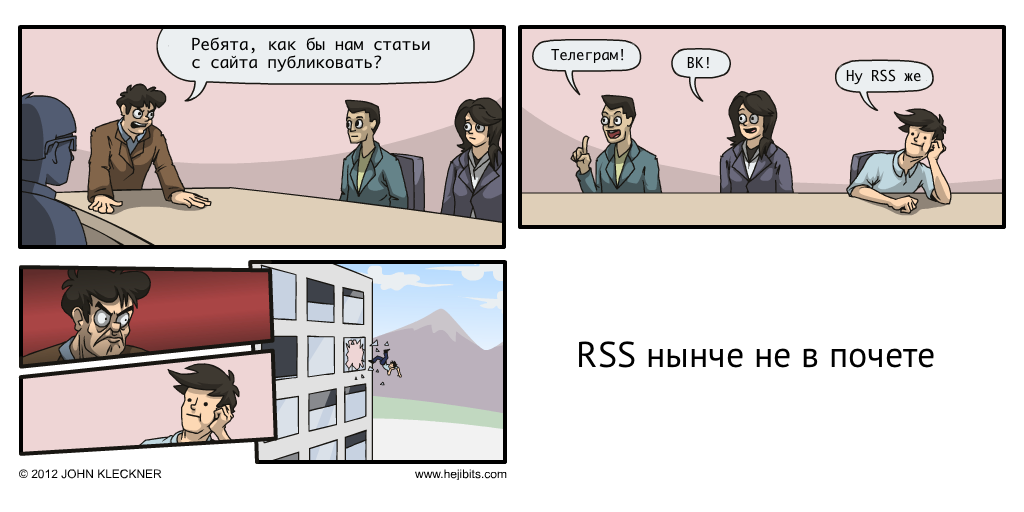 Ребята, как бы нам статьи
с сайта публиковать?
Телеграм!
ВК!
Ну RSS же
RSS нынче не в почете
© 2012 JOHN KLECKNER
www.hejibits.com